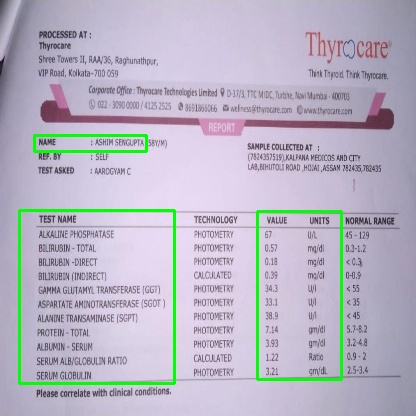 PROCESSED AT :
Thyrocare
Shree Towers II, RAA/36, Raghunathpur,
VIP Road, Kolkata-700 059
Thyrocare®
Think Thyroid. Think Thyrocare.
Corporate Office : Thyrocare Technologies Limited D-37/3, TTC MIDC, Turbhe, Navi Mumbai - 400703
022 - 3090 0000 / 4125 2525 8691866066 wellness@thyrocare.com www.thyrocare.com
REPORT
NAME : ASHIM SENGUPTA (58Y/M)
REF. BY : SELF
TEST ASKED : AAROGYAM C
SAMPLE COLLECTED AT :
(7824357519),KALPANA MEDICOS AND CITY
LAB,BIHUTOLI ROAD ,HOJAI ,ASSAM 782435,782435
TEST NAME TECHNOLOGY VALUE UNITS NORMAL RANGE
ALKALINE PHOSPHATASE PHOTOMETRY 67 U/L 45 - 129
BILIRUBIN - TOTAL PHOTOMETRY 0.57 mg/dl 0.3-1.2
BILIRUBIN -DIRECT PHOTOMETRY 0.18 mg/dl < 0.3
BILIRUBIN (INDIRECT) CALCULATED 0.39 mg/dl 0-0.9
GAMMA GLUTAMYL TRANSFERASE (GGT) PHOTOMETRY 34.3 U/l < 55
ASPARTATE AMINOTRANSFERASE (SGOT ) PHOTOMETRY 33.1 U/l < 35
ALANINE TRANSAMINASE (SGPT) PHOTOMETRY 38.9 U/l < 45
PROTEIN - TOTAL PHOTOMETRY 7.14 gm/dl 5.7-8.2
ALBUMIN - SERUM PHOTOMETRY 3.93 gm/dl 3.2-4.8
SERUM ALB/GLOBULIN RATIO CALCULATED 1.22 Ratio 0.9 - 2
SERUM GLOBULIN PHOTOMETRY 3.21 gm/dL 2.5-3.4
Please correlate with clinical conditions.